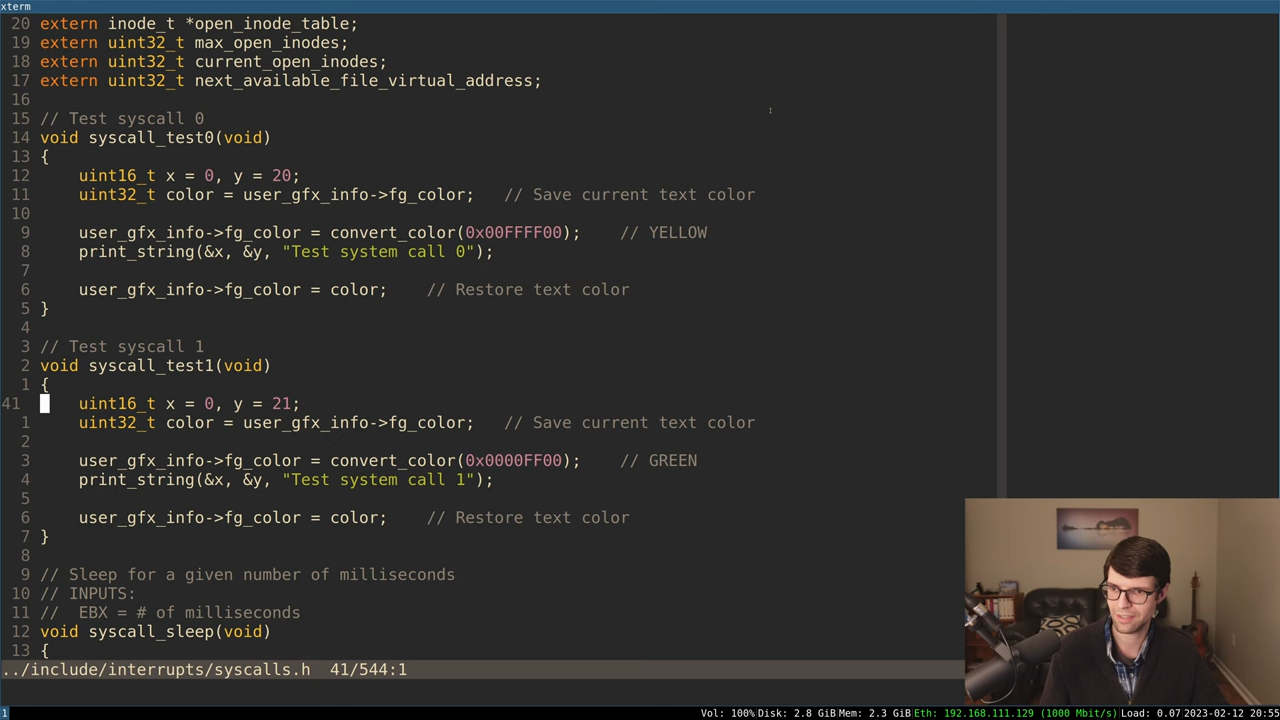 xterm
20 extern inode_t *open_inode_table;
19 extern uint32_t max_open_inodes;
18 extern uint32_t current_open_inodes;
17 extern uint32_t next_available_file_virtual_address;
16
15 // Test syscall 0
14 void syscall_test0(void)
13 {
12     uint16_t x = 0, y = 20;
11     uint32_t color = user_gfx_info->fg_color;   // Save current text color
10
9     user_gfx_info->fg_color = convert_color(0x00FFFF00);    // YELLOW
8     print_string(&x, &y, "Test system call 0");
7
6     user_gfx_info->fg_color = color;    // Restore text color
5 }
4
3 // Test syscall 1
2 void syscall_test1(void)
1 {
41     uint16_t x = 0, y = 21;
1     uint32_t color = user_gfx_info->fg_color;   // Save current text color
2
3     user_gfx_info->fg_color = convert_color(0x0000FF00);    // GREEN
4     print_string(&x, &y, "Test system call 1");
5
6     user_gfx_info->fg_color = color;    // Restore text color
7 }
8
9 // Sleep for a given number of milliseconds
10 // INPUTS:
11 //  EBX = # of milliseconds
12 void syscall_sleep(void)
13 {
../include/interrupts/syscalls.h  41/544:1
1 Vol: 100% Disk: 2.8 GiB Mem: 2.3 GiB Eth: 192.168.111.129 (1000 Mbit/s) Load: 0.07 2023-02-12 20:55